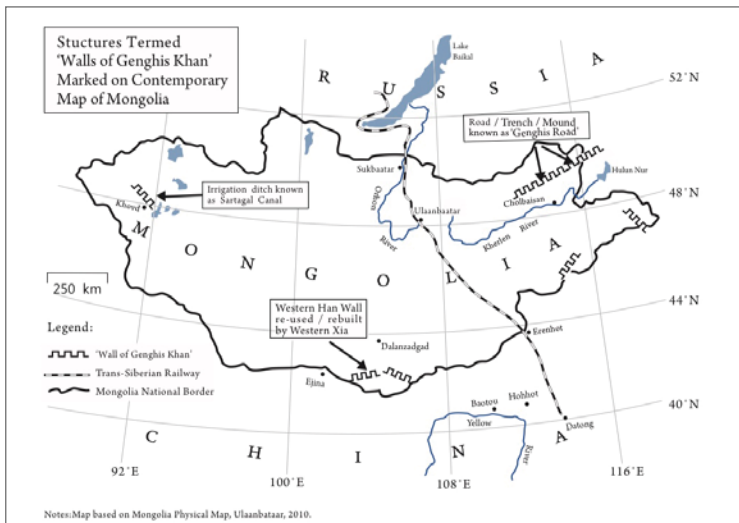 Stuctures Termed
'Walls of Genghis Khan'
Marked on Contemporary
Map of Mongolia
Lake
Baikal
R U S S I A
52°N
Road / Trench / Mound
known as 'Genghis Road'
Sukbaatar
Hulun Nur
Irrigation ditch known
as Sartagal Canal
48°N
Khovd
Orkon
River
Ulaanbaatar
Cholbaisan
Kherlen River
M O N G O L I A
250 km
Western Han Wall
re-used / rebuilt
by Western Xia
44°N
Legend:
'Wall of Genghis Khan'
Trans-Siberian Railway
Mongolia National Border
Dalanzadgad
Erenhot
Ejina
Baotou
Hohhot
40°N
Yellow
River
Datong
C H I N A
92°E
100°E
108°E
116°E
Notes:Map based on Mongolia Physical Map, Ulaanbataar, 2010.